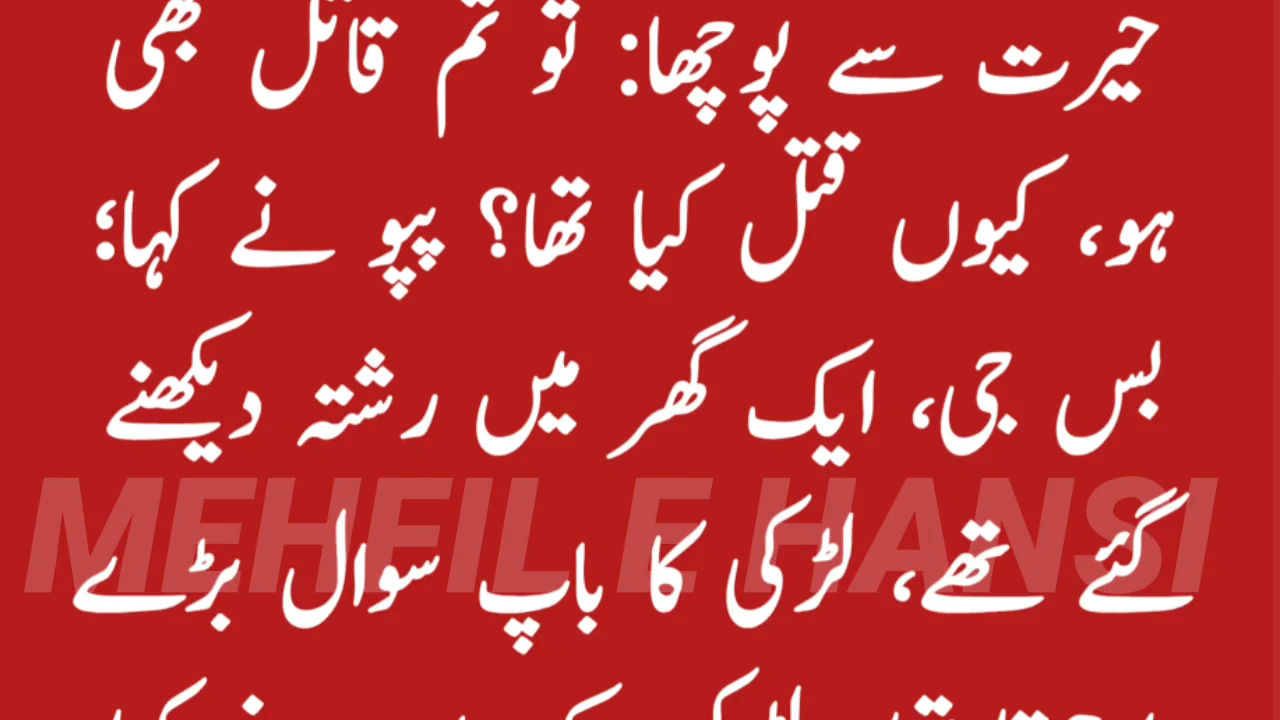 حیرت سے پوچھا: تو تم قاتل بھی
ہو، کیوں قتل کیا تھا؟ پپو نے کہا؛
بس جی، ایک گھر میں رشتہ دیکھنے
گئے تھے، لڑکی کا باپ سوال بڑے
MEHFIL E HANSI